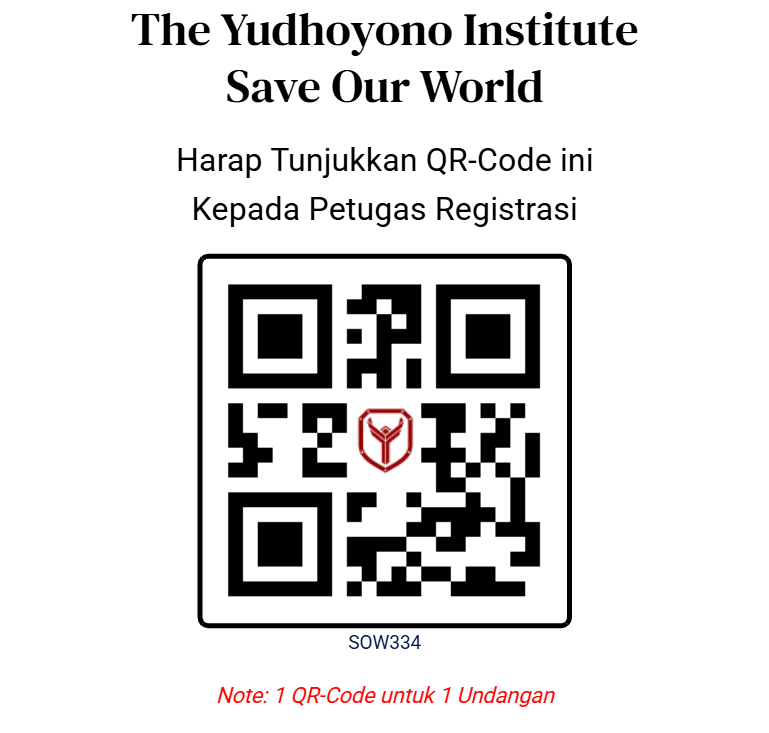 The Yudhoyono Institute
Save Our World
Harap Tunjukkan QR-Code ini
Kepada Petugas Registrasi
SOW334
Note: 1 QR-Code untuk 1 Undangan